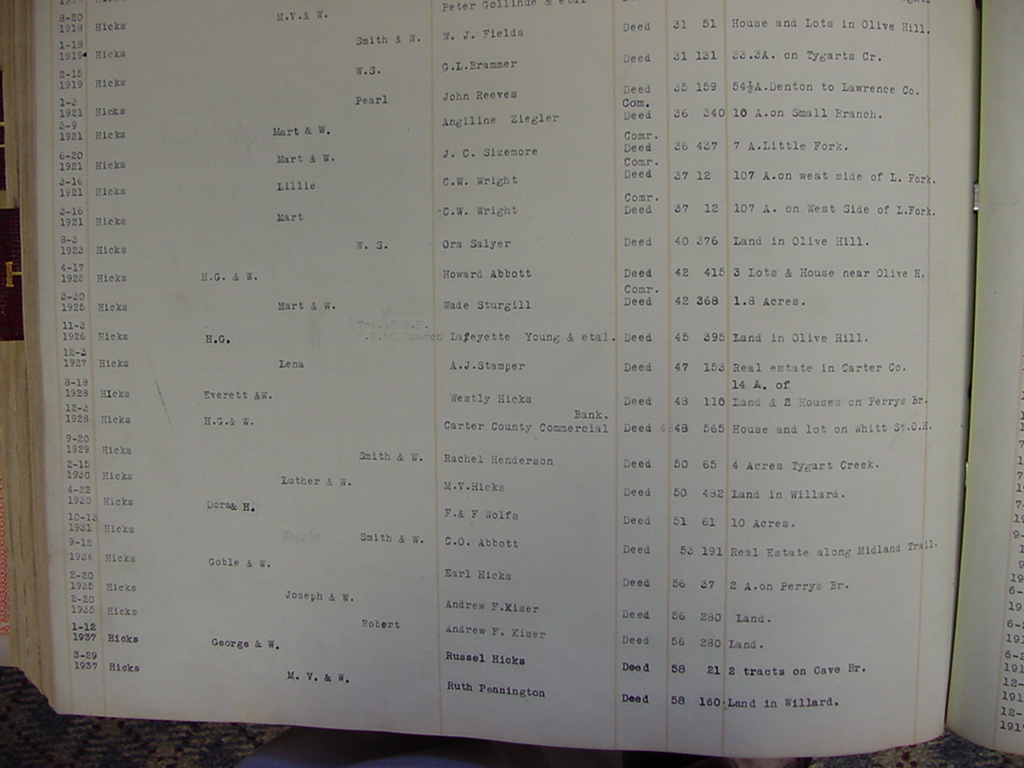 Peter Gollihue & etal
8-20
1918 Hicks M.V.& W. W. J. Fields Deed 31 51 House and Lots in Olive Hill.
1-18
1919 Hicks Smith & W. G.L.Brammer Deed 31 131 33.3A. on Tygarts Cr.
2-15
1919 Hicks W.S. John Reeves Deed 35 159 54½A.Denton to Lawrence Co.
1-3 Com.
1921 Hicks Pearl Angiline Ziegler Deed 36 340 18 A.on Small Branch.
Comr.
1921 Hicks Mart & W. J. C. Sizemore Deed 36 437 7 A.Little Fork.
6-20 Comr.
1921 Hicks Mart & W. C.W. Wright Deed 37 12 107 A.on west side of L. Fork.
3-16 Comr.
1921 Hicks Lillie C.W. Wright Deed 37 12 107 A. on West Side of L.Fork.
3-16
1921 Hicks Mart Ora Salyer Deed 40 376 Land in Olive Hill.
8-3
1923 Hicks W. S. Howard Abbott Deed 42 415 3 Lots & House near Olive H.
4-17 Comr.
1925 Hicks H.G. & W. Wade Sturgill Deed 42 368 1.8 Acres.
3-30
1925 Hicks Mart & W. Lafeyette Young & etal. Deed 45 395 Land in Olive Hill.
11-3
1926 Hicks H.G. A.J.Stamper Deed 47 153 Real estate in Carter Co.
12-3 14 A. of
1927 Hicks Lena Westly Hicks Deed 48 110 Land & 2 Houses on Perrys Br.
8-18 Bank.
1928 Hicks Everett &W. Carter County Commercial Deed 48 565 House and lot on Whitt St.O.H.
1928 Hicks H.G.& W. Rachel Henderson Deed 50 65 4 Acres Tygart Creek.
9-20
1929 Hicks Smith & W. M.V.Hicks Deed 50 482 Land in Willard.
2-15
1930 Hicks Luther & W. F.& F Wolfs Deed 51 61 10 Acres.
4-22
1930 Hicks Dora& H. C.O. Abbott Deed 53 191 Real Estate along Midland Trail.
10-13
1931 Hicks Smith & W. Earl Hicks Deed 56 37 2 A.on Perrys Br.
9-12
1934 Hicks Goble & W. Andrew F.Kiser Deed 56 280 Land.
2-20
1935 Hicks Joseph & W. Andrew F. Kiser Deed 56 280 Land.
2-20
1935 Hicks Robert Russel Hicks Deed 58 21 2 tracts on Cave Br.
1-12
1937 Hicks George & W. Ruth Pennington Deed 58 160 Land in Willard.
3-29
1937 Hicks M. V. & W.